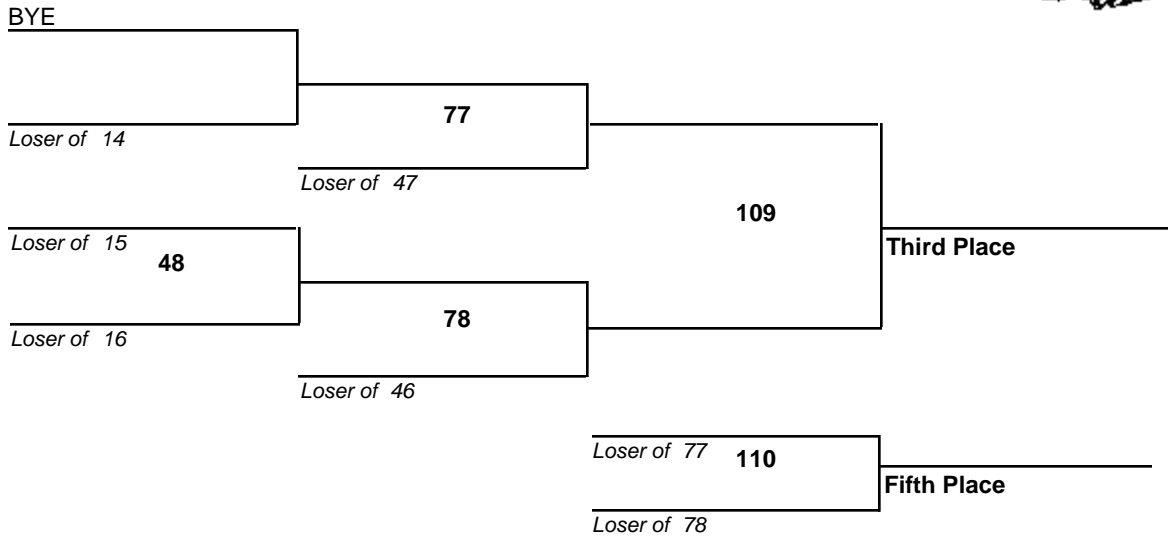 BYE
77
Loser of 14
Loser of 47
109
Loser of 15
48
Third Place
78
Loser of 16
Loser of 46
Loser of 77
110
Fifth Place
Loser of 78